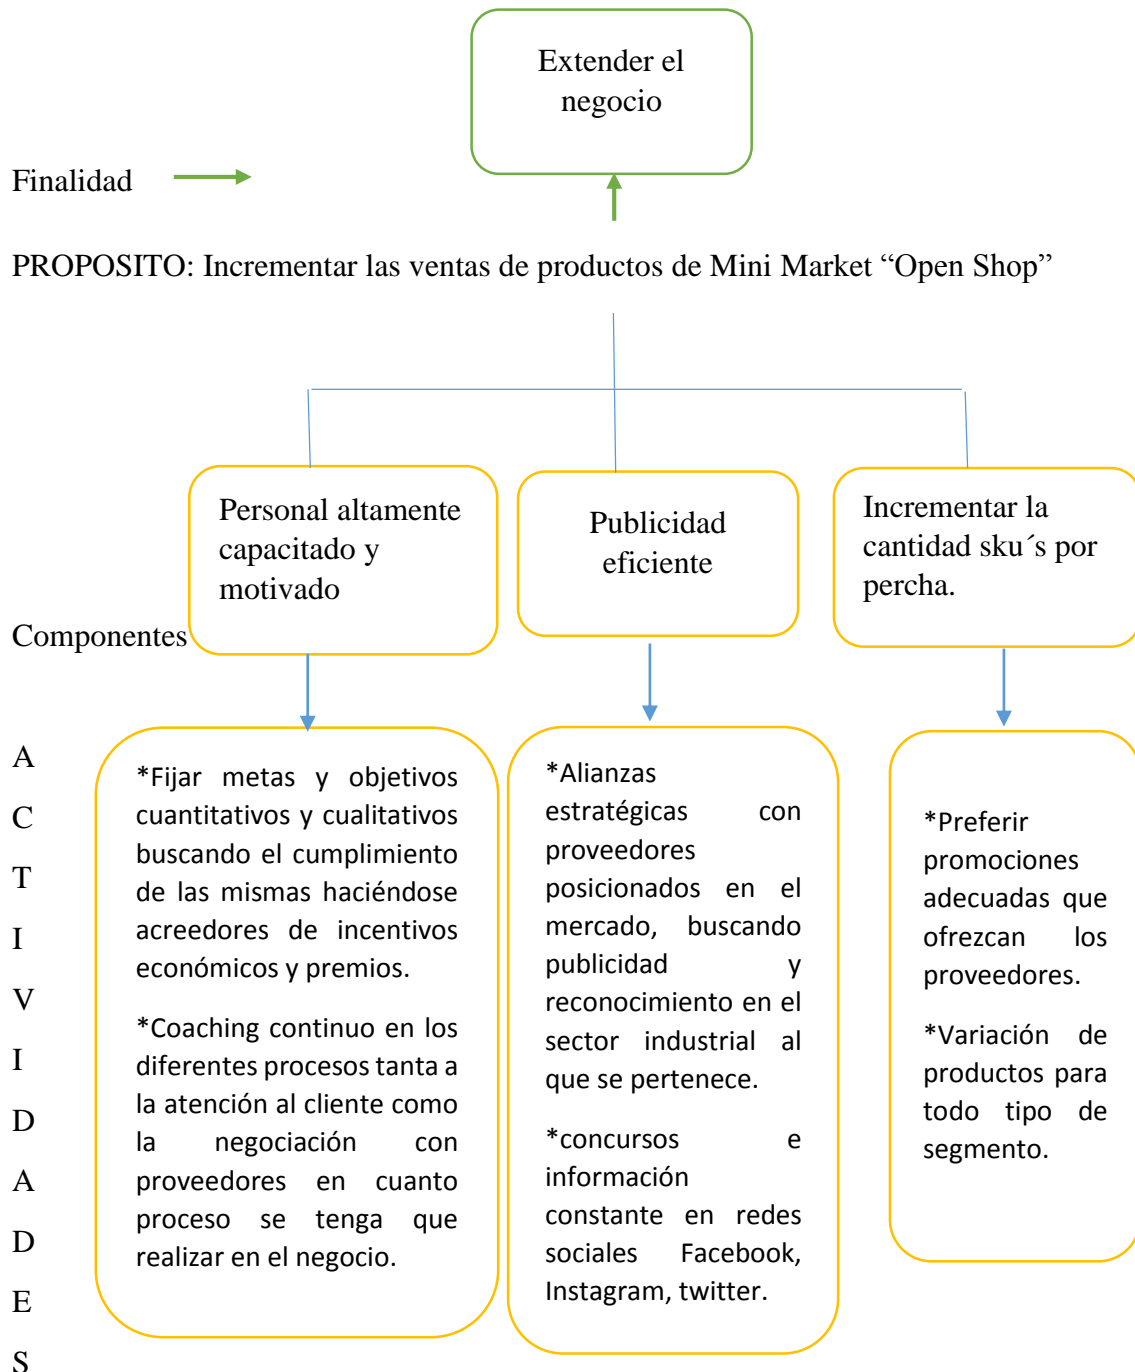 Extender el
negocio
Finalidad
PROPOSITO: Incrementar las ventas de productos de Mini Market “Open Shop”
Personal altamente
capacitado y
motivado
Publicidad
eficiente
Incrementar la
cantidad sku´s por
percha.
Componentes
A
C
T
I
V
I
D
A
D
E
S
*Fijar metas y objetivos
cuantitativos y cualitativos
buscando el cumplimiento
de las mismas haciéndose
acreedores de incentivos
económicos y premios.
*Coaching continuo en los
diferentes procesos tanta a
la atención al cliente como
la negociación con
proveedores en cuanto
proceso se tenga que
realizar en el negocio.
*Alianzas
estratégicas con
proveedores
posicionados en el
mercado, buscando
publicidad y
reconocimiento en el
sector industrial al
que se pertenece.
*concursos e
información
constante en redes
sociales Facebook,
Instagram, twitter.
*Preferir
promociones
adecuadas que
ofrezcan los
proveedores.
*Variación de
productos para
todo tipo de
segmento.